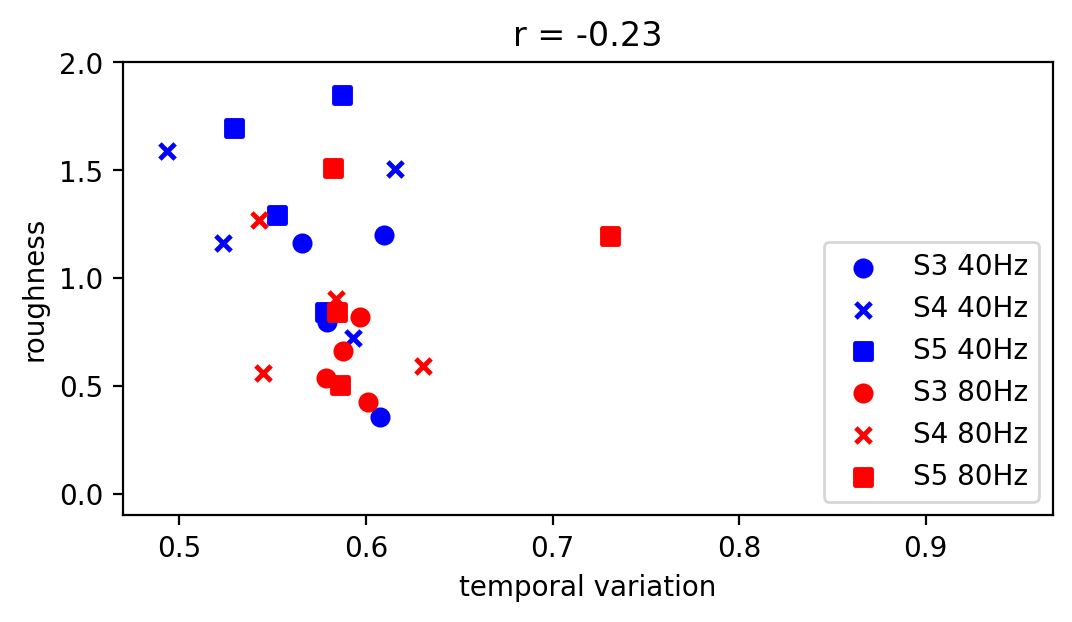 r = -0.23
roughness
2.0
1.5
1.0
0.5
0.0
S3 40Hz
S4 40Hz
S5 40Hz
S3 80Hz
S4 80Hz
S5 80Hz
0.5 0.6 0.7 0.8 0.9
temporal variation